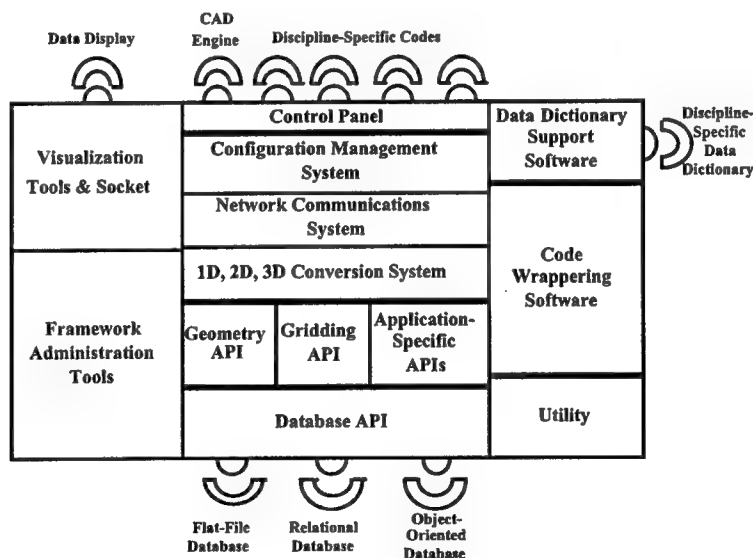 Data Display
CAD
Engine
Discipline-Specific Codes
Visualization
Tools & Socket
Framework
Administration
Tools
Control Panel
Configuration Management
System
Network Communications
System
1D, 2D, 3D Conversion System
Geometry
API
Gridding
API
Application-
Specific
APIs
Database API
Data Dictionary
Support
Software
Code
Wrappering
Software
Utility
Discipline-
Specific
Data
Dictionary
Flat-File
Database
Relational
Database
Object-
Oriented
Database